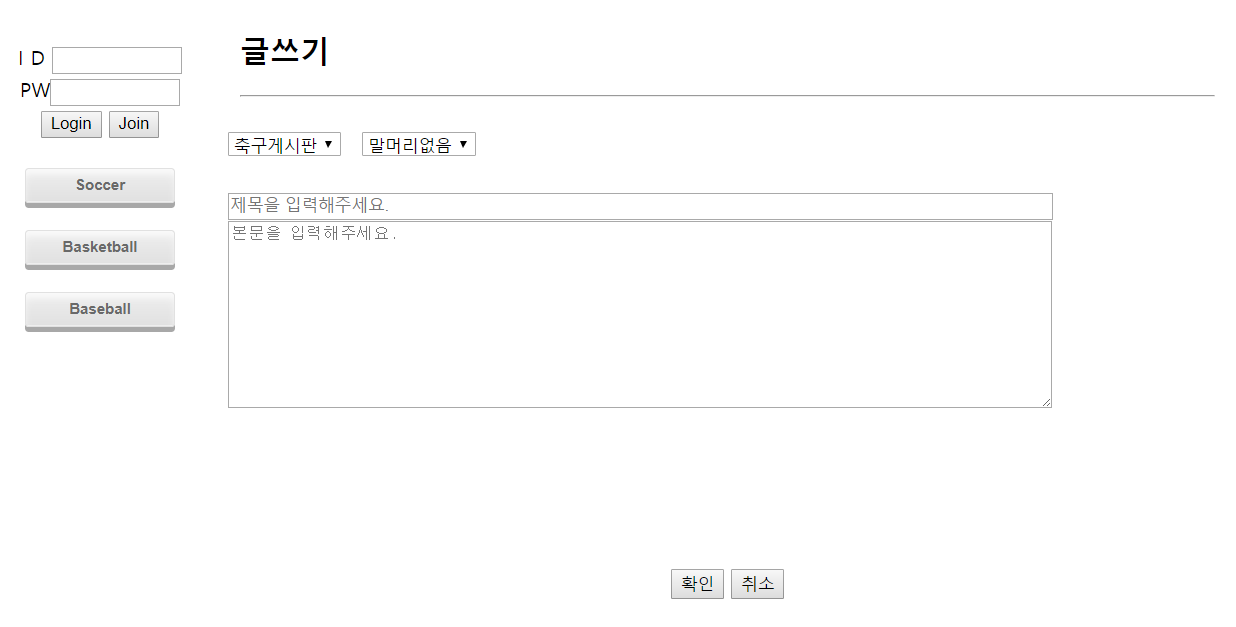 I D
PW
Login Join
Soccer
Basketball
Baseball
글쓰기
축구게시판 말머리없음
제목을 입력해주세요.
본문을 입력해주세요.
확인 취소